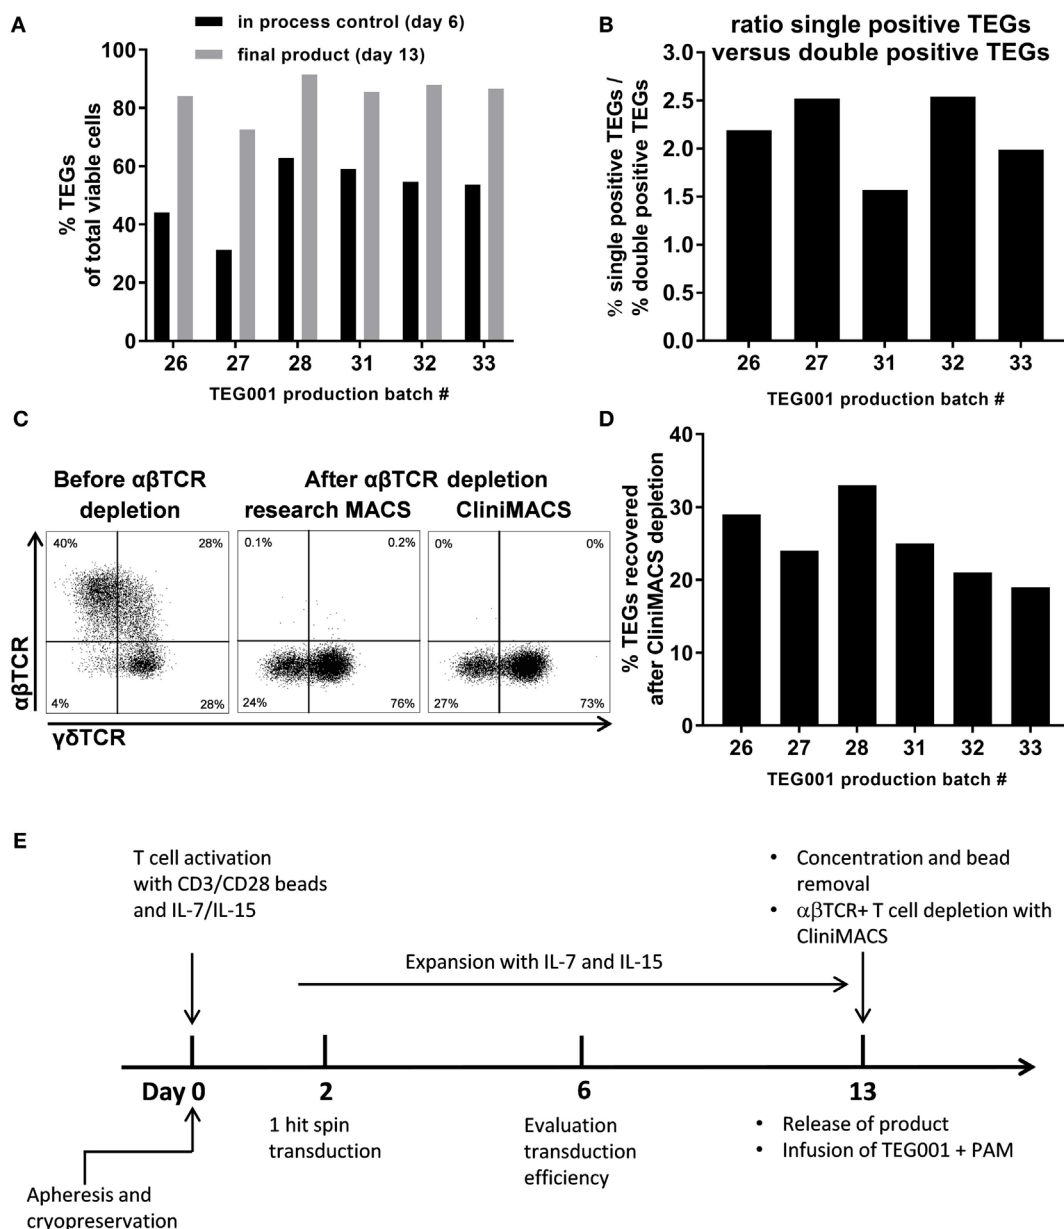 A
in process control (day 6)
final product (day 13)
100
80
60
40
20
0
% TEGs
of total viable cells
26 27 28 31 32 33
TEG001 production batch #
B
ratio single positive TEGs
versus double positive TEGs
3.0
2.5
2.0
1.5
1.0
0.5
0.0
% single positive TEGs /
% double positive TEGs
26 27 31 32 33
TEG001 production batch #
C
Before αβTCR
depletion
After αβTCR depletion
research MACS
CliniMACS
40% 28%
4% 28%
0.1% 0.2%
24% 76%
0% 0%
27% 73%
αβTCR
γδTCR
D
40
30
20
10
0
% TEGs recovered
after CliniMACS depletion
26 27 28 31 32 33
TEG001 production batch #
E
T cell activation
with CD3/CD28 beads
and IL-7/IL-15
Expansion with IL-7 and IL-15
• Concentration and bead
removal
• αβTCR+ T cell depletion with
CliniMACS
Day 0 2 6 13
1 hit spin
transduction
Evaluation
transduction
efficiency
• Release of product
• Infusion of TEG001 + PAM
Apheresis and
cryopreservation